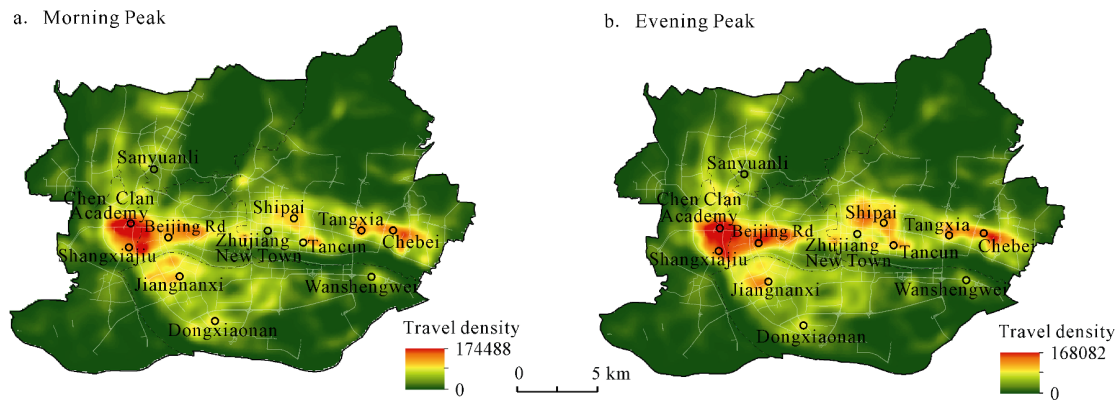 a. Morning Peak
Sanyuanli
Chen Clan
Academy
Beijing Rd
Shipai
Tangxia
Shangxiajiu
Zhujiang
New Town
Tancun
Chebei
Jiangnanxi
Wanshengwei
Dongxiaonan
Travel density
174488
0
0 5 km
b. Evening Peak
Sanyuanli
Chen Clan
Academy
Beijing Rd
Shipai
Tangxia
Shangxiajiu
Zhujiang
New Town
Tancun
Chebei
Jiangnanxi
Wanshengwei
Dongxiaonan
Travel density
168082
0